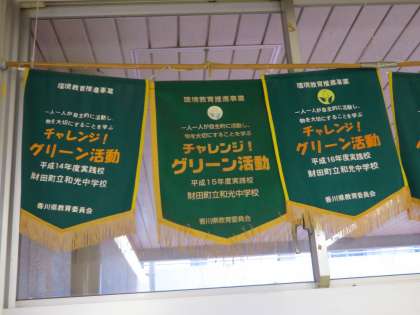 環境教育推進事業
一人一人が自主的に活動し、
物を大切にすることを学ぶ
チャレンジ！
グリーン活動
平成14年度実践校
財田町立和光中学校
香川県教育委員会
環境教育推進事業
一人一人が自主的に活動し、
物を大切にすることを学ぶ
チャレンジ！
グリーン活動
平成15年度実践校
財田町立和光中学校
香川県教育委員会
環境教育推進事業
一人一人が自主的に活動し、
物を大切にすることを学ぶ
チャレンジ！
グリーン活動
平成16年度実践校
財田町立和光中学校
香川県教育委員会